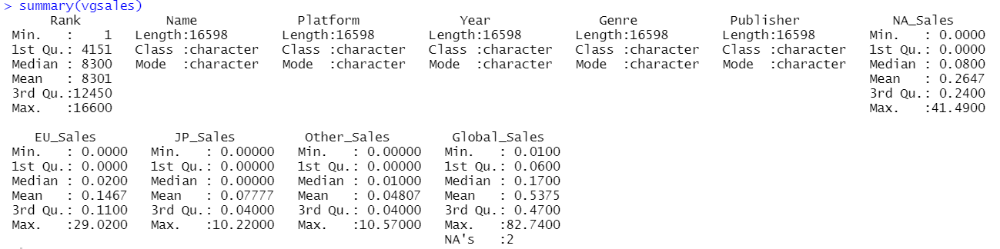 > summary(vgsales)
      Rank           Name             Platform             Year              Genre            Publisher            NA_Sales
 Min.   :    1   Length:16598       Length:16598       Length:16598       Length:16598       Length:16598       Min.   : 0.0000
 1st Qu.: 4151   Class :character   Class :character   Class :character   Class :character   Class :character   1st Qu.: 0.0000
 Median : 8300   Mode  :character   Mode  :character   Mode  :character   Mode  :character   Mode  :character   Median : 0.0800
 Mean   : 8301                                                                                                  Mean   : 0.2647
 3rd Qu.:12450                                                                                                  3rd Qu.: 0.2400
 Max.   :16600                                                                                                  Max.   :41.4900

    EU_Sales          JP_Sales         Other_Sales        Global_Sales
 Min.   : 0.0000   Min.   : 0.00000   Min.   : 0.00000   Min.   : 0.0100
 1st Qu.: 0.0000   1st Qu.: 0.00000   1st Qu.: 0.00000   1st Qu.: 0.0600
 Median : 0.0200   Median : 0.00000   Median : 0.01000   Median : 0.1700
 Mean   : 0.1467   Mean   : 0.07777   Mean   : 0.04807   Mean   : 0.5375
 3rd Qu.: 0.1100   3rd Qu.: 0.04000   3rd Qu.: 0.04000   3rd Qu.: 0.4700
 Max.   :29.0200   Max.   :10.22000   Max.   :10.57000   Max.   :82.7400
                                                         NA's   :2